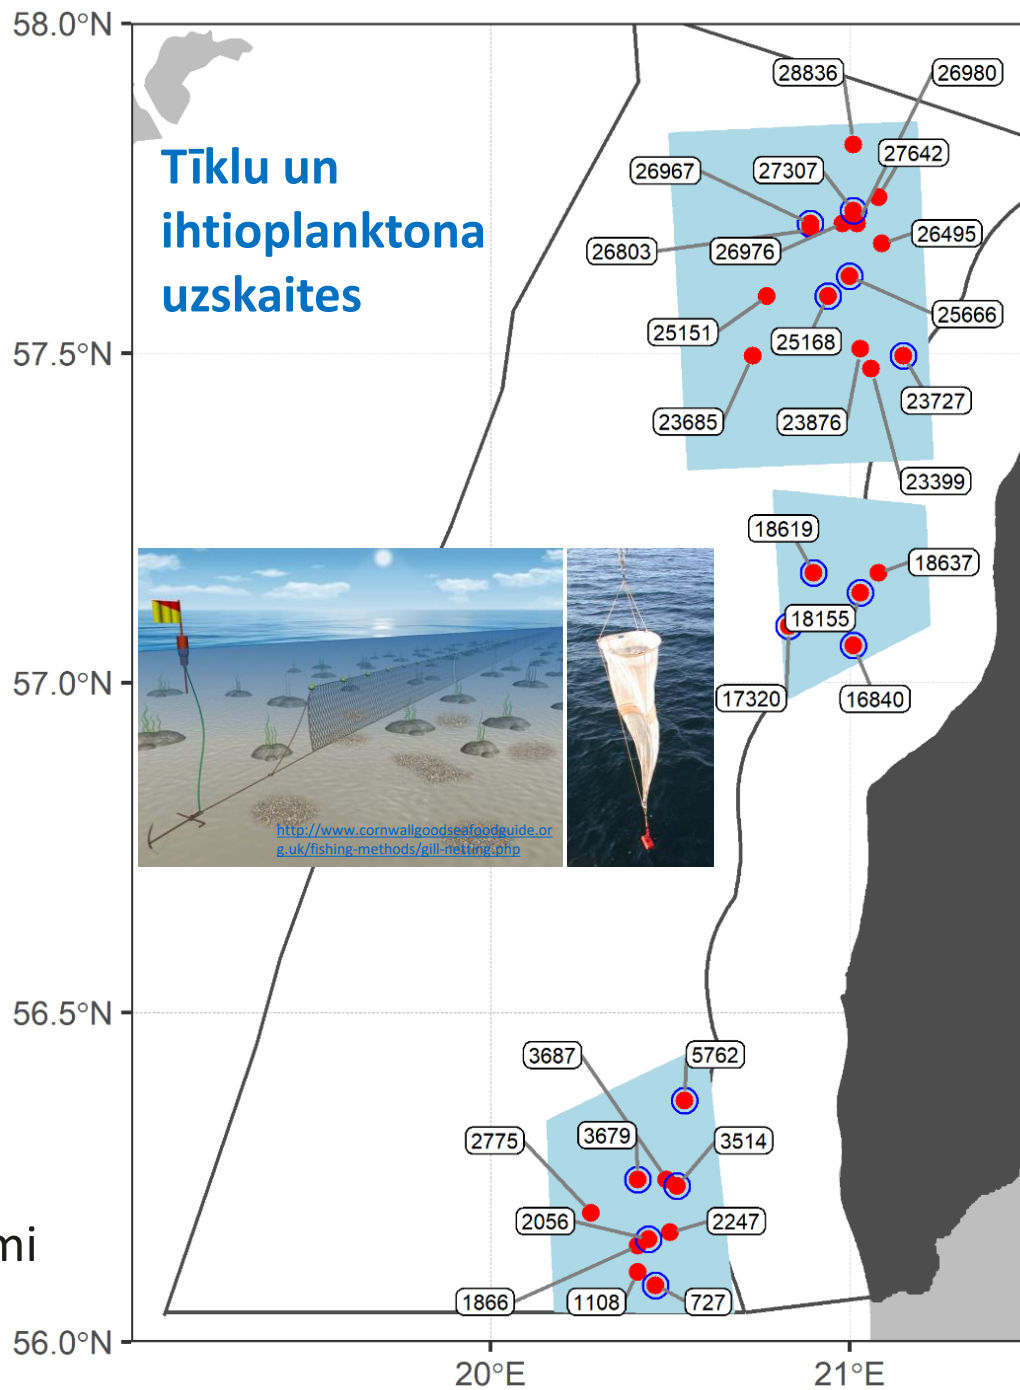 58.0°N
28836
26980
Tīklu un
ihtioplanktona
uzskaites
27642
26967
27307
26803
26976
26495
25666
25151
25168
57.5°N
23727
23685
23876
23399
18619
18637
18155
57.0°N
17320
16840
http://www.cornwallgoodseafoodguide.or
g.uk/fishing-methods/gill-netting.php
56.5°N
3687
5762
2775
3679
3514
2056
2247
mi
1866
1108
727
56.0°N
20°E
21°E